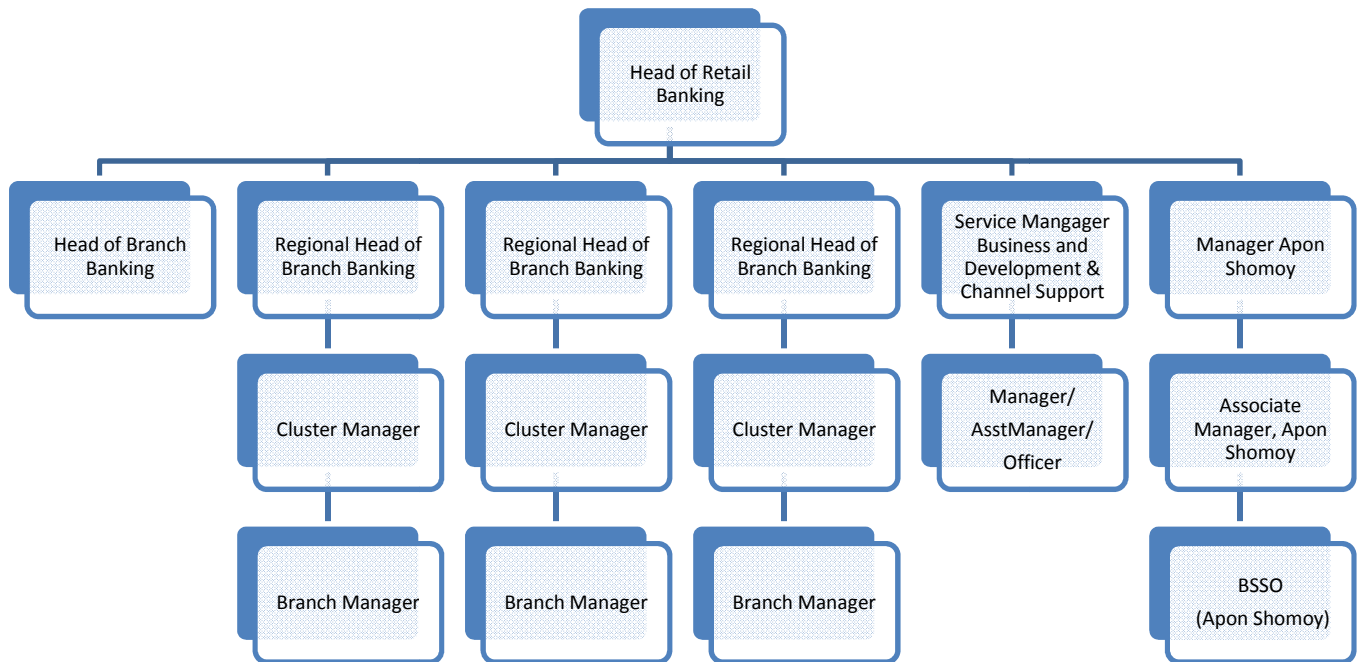 Head of Retail
Banking
Head of Branch
Banking
Regional Head of
Branch Banking
Regional Head of
Branch Banking
Regional Head of
Branch Banking
Service Mangager
Business and
Development &
Channel Support
Manager Apon
Shomoy
Cluster Manager
Cluster Manager
Cluster Manager
Manager/
AsstManager/
Officer
Associate
Manager, Apon
Shomoy
Branch Manager
Branch Manager
Branch Manager
BSSO
(Apon Shomoy)